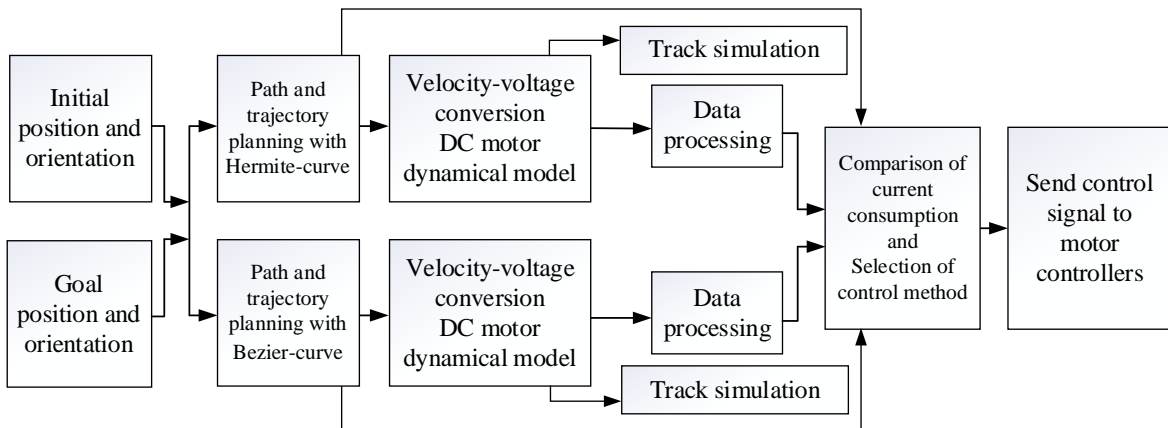 Initial
position and
orientation
Goal
position and
orientation
Path and
trajectory
planning with
Hermite-curve
Path and
trajectory
planning with
Bezier-curve
Velocity-voltage
conversion
DC motor
dynamical model
Velocity-voltage
conversion
DC motor
dynamical model
Track simulation
Data
processing
Data
processing
Track simulation
Comparison of
current
consumption
and
Selection of
control method
Send control
signal to
motor
controllers